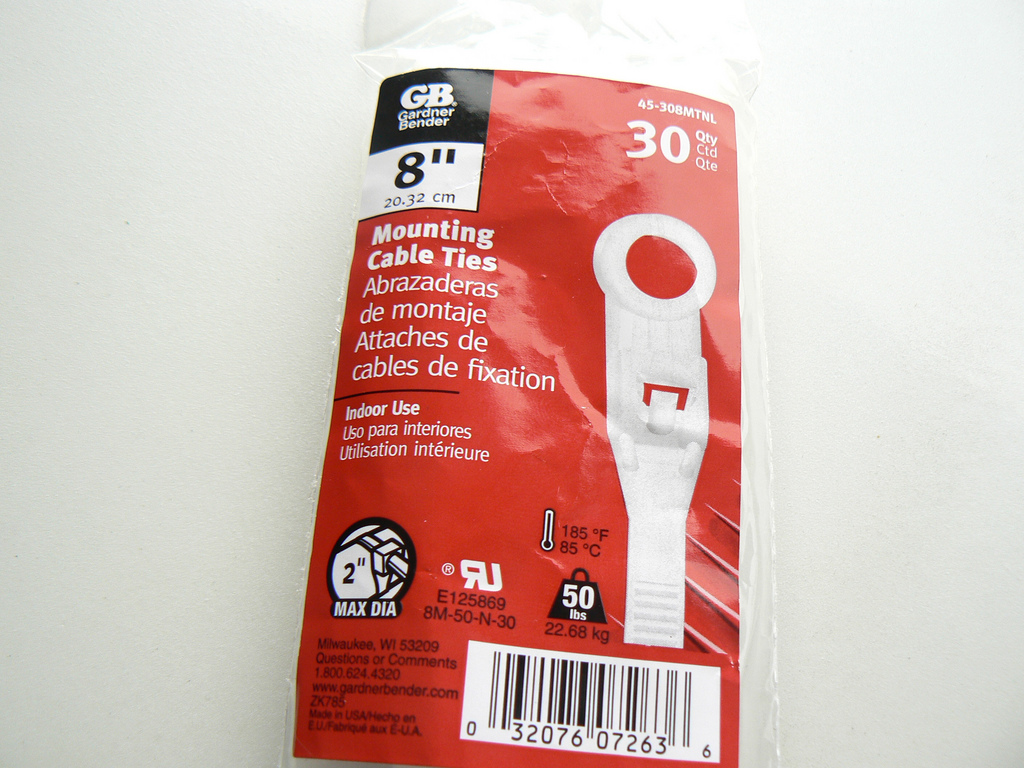 GB®
Gardner
Bender
45-308MTNL
30 Qty
Ctd
Qte
8"
20.32 cm
Mounting
Cable Ties
Abrazaderas
de montaje
Attaches de
cables de fixation
Indoor Use
Uso para interiores
Utilisation intérieure
185 °F
85 °C
2"
MAX DIA
® RU
E125869
8M-50-N-30
50
lbs
22.68 kg
Milwaukee, WI 53209
Questions or Comments
1.800.624.4320
www.gardnerbender.com
ZK785
Made in USA/Hecho en
E.U./Fabriqué aux É-U.A.
0 32076 07263 6